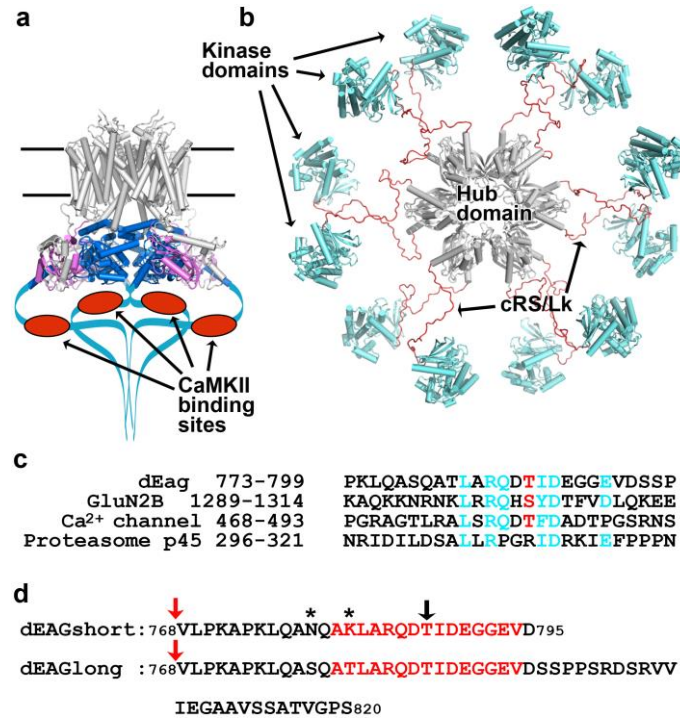 a
b
Kinase
domains
Hub
domain
cRS/Lk
CaMKII
binding
sites
c
dEag 773-799 PKLQASQATLARQDTIDEGGEVDSSP
GluN2B 1289-1314 KAQKKNRNKLRRQHSYDTFVDLQKEE
Ca²⁺ channel 468-493 PGRAGTLRALSRQDTFDADTPGSRNS
Proteasome p45 296-321 NRIDILDSALLRPGRIDRKIEFPPPN
d
* *
dEAGshort:768VLPKAPKLQANQAKLARQDTIDEGGEVD795
dEAGlong :768VLPKAPKLQASQATLARQDTIDEGGEVDSSPPSRDSRVV
IEGAAVSSATVGPS820